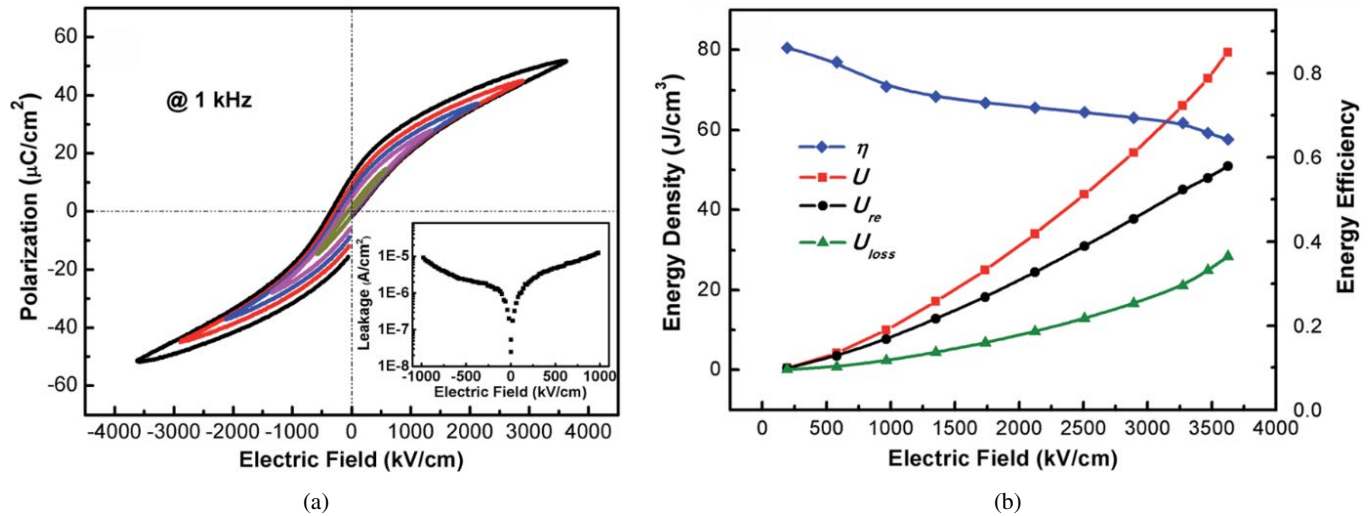 60
40
20
0
-20
-40
-60
Polarization (μC/cm²)
@ 1 kHz
1E-5
1E-6
1E-7
1E-8
Leakage (A/cm²)
-1000 -500 0 500 1000
Electric Field (kV/cm)
-4000 -3000 -2000 -1000 0 1000 2000 3000 4000
Electric Field (kV/cm)
(a)
80
60
40
20
0
Energy Density (J/cm³)
η
U
U_re
U_loss
0.8
0.6
0.4
0.2
0.0
Energy Efficiency
0 500 1000 1500 2000 2500 3000 3500 4000
Electric Field (kV/cm)
(b)